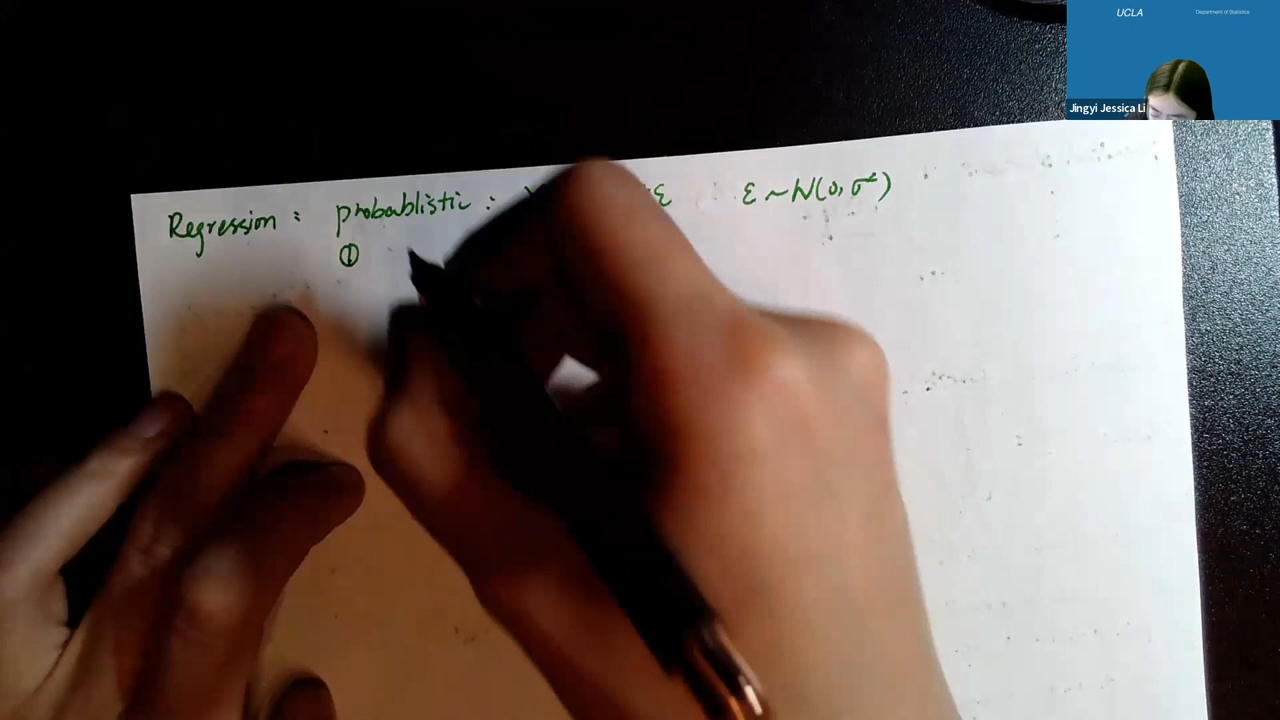 UCLA
Department of Statistics
Jingyi Jessica Li
Regression : probablistic : ε ε ~ N(0, σ²)
①